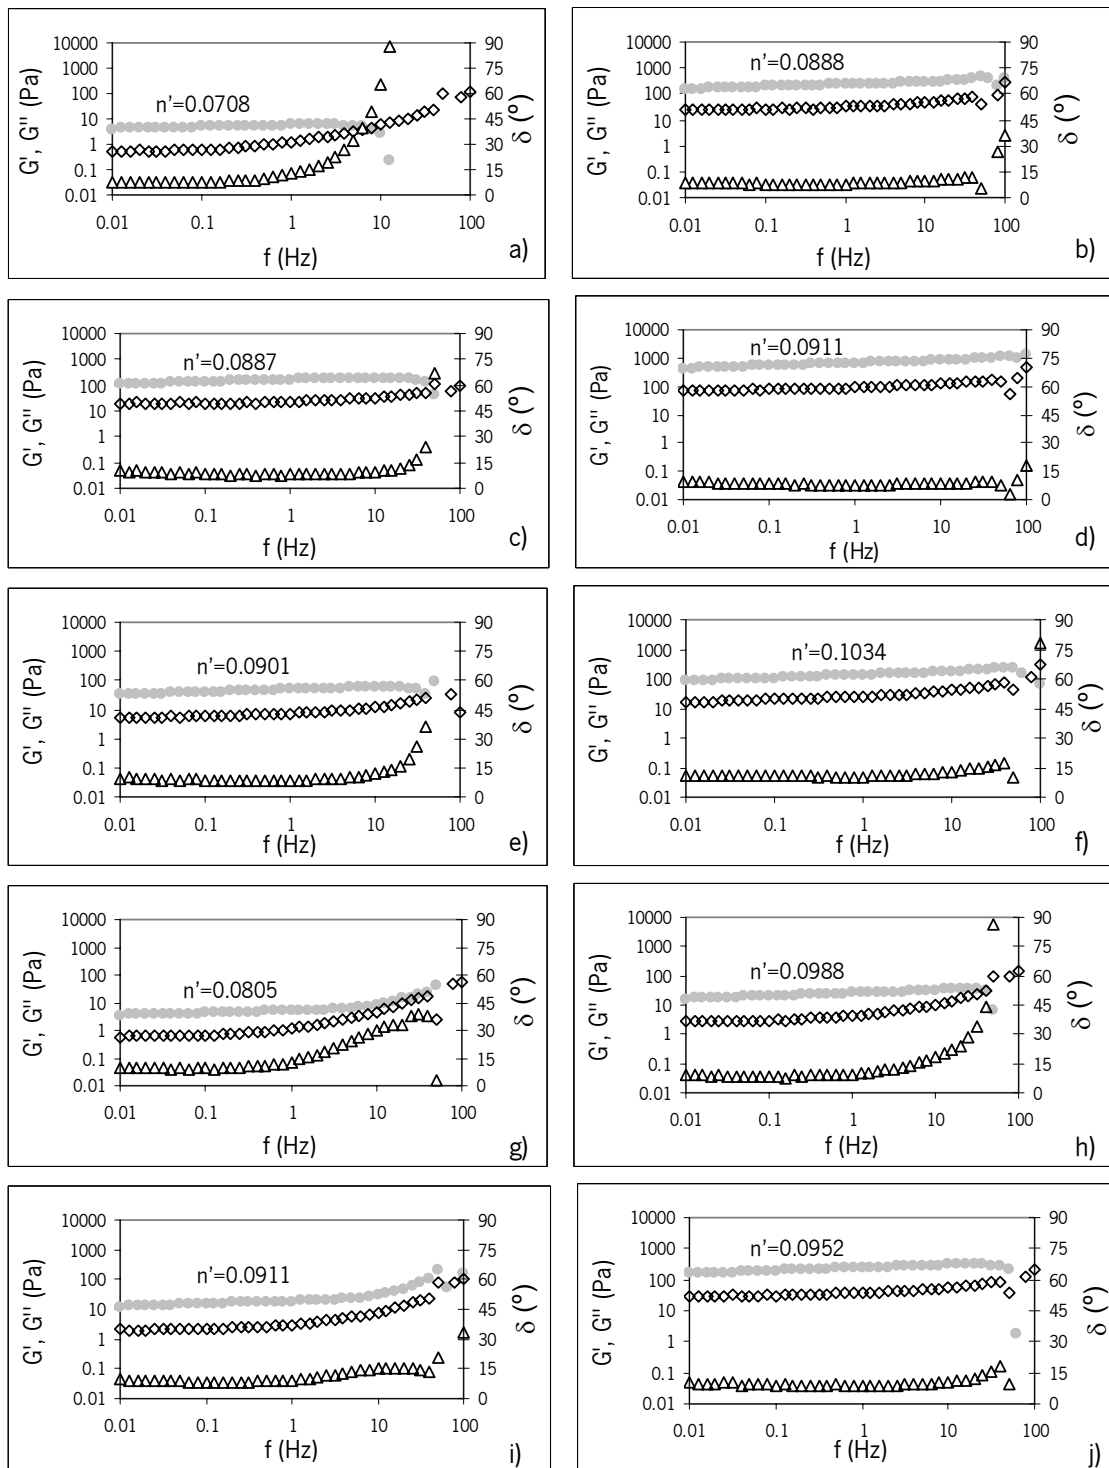 10000
1000
100
10
1
0.1
0.01
G', G'' (Pa)
n'=0.0708
90
75
60
45
30
15
0
δ (º)
0.01 0.1 1 10 100
f (Hz)
a)
10000
1000
100
10
1
0.1
0.01
G', G'' (Pa)
n'=0.0888
90
75
60
45
30
15
0
δ (º)
0.01 0.1 1 10 100
f (Hz)
b)
10000
1000
100
10
1
0.1
0.01
G', G'' (Pa)
n'=0.0887
90
75
60
45
30
15
0
δ (º)
0.01 0.1 1 10 100
f (Hz)
c)
10000
1000
100
10
1
0.1
0.01
G', G'' (Pa)
n'=0.0911
90
75
60
45
30
15
0
δ (º)
0.01 0.1 1 10 100
f (Hz)
d)
10000
1000
100
10
1
0.1
0.01
G', G'' (Pa)
n'=0.0901
90
75
60
45
30
15
0
δ (º)
0.01 0.1 1 10 100
f (Hz)
e)
10000
1000
100
10
1
0.1
0.01
G', G'' (Pa)
n'=0.1034
90
75
60
45
30
15
0
δ (º)
0.01 0.1 1 10 100
f (Hz)
f)
10000
1000
100
10
1
0.1
0.01
G', G'' (Pa)
n'=0.0805
90
75
60
45
30
15
0
δ (º)
0.01 0.1 1 10 100
f (Hz)
g)
10000
1000
100
10
1
0.1
0.01
G', G'' (Pa)
n'=0.0988
90
75
60
45
30
15
0
δ (º)
0.01 0.1 1 10 100
f (Hz)
h)
10000
1000
100
10
1
0.1
0.01
G', G'' (Pa)
n'=0.0911
90
75
60
45
30
15
0
δ (º)
0.01 0.1 1 10 100
f (Hz)
i)
10000
1000
100
10
1
0.1
0.01
G', G'' (Pa)
n'=0.0952
90
75
60
45
30
15
0
δ (º)
0.01 0.1 1 10 100
f (Hz)
j)